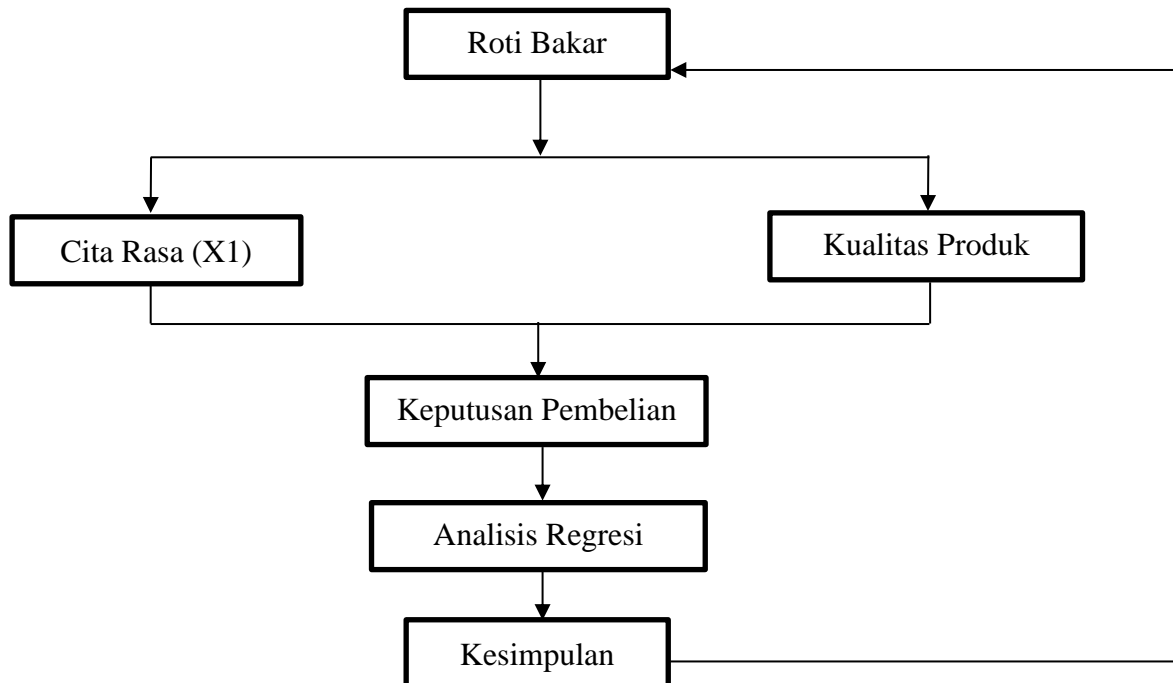 Roti Bakar
Cita Rasa (X1)
Kualitas Produk
Keputusan Pembelian
Analisis Regresi
Kesimpulan